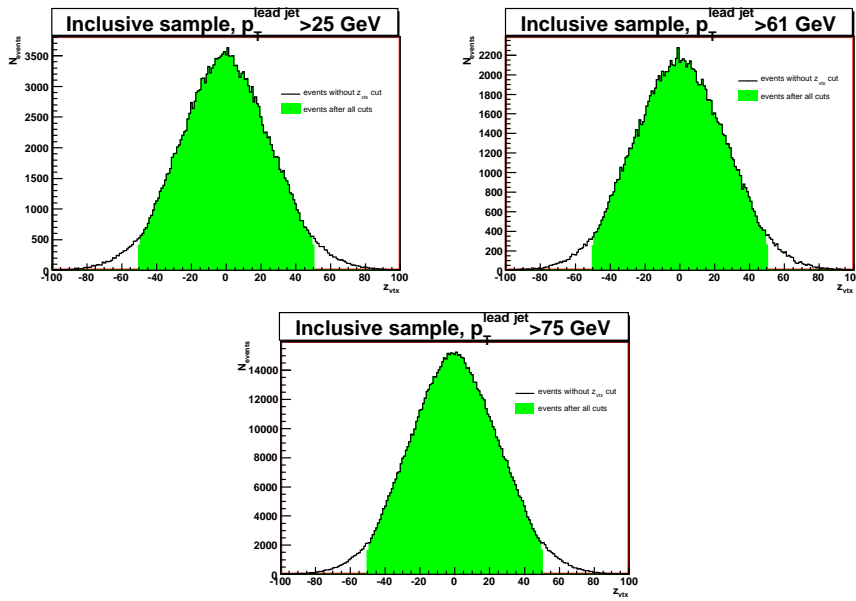 Inclusive sample, p_T^lead jet >25 GeV
N_events
3500
3000
2500
2000
1500
1000
500
0
-100 -80 -60 -40 -20 0 20 40 60 80 100
z_vtx
events without z_vtx cut
events after all cuts
Inclusive sample, p_T^lead jet >61 GeV
N_events
2200
2000
1800
1600
1400
1200
1000
800
600
400
200
0
-100 -80 -60 -40 -20 0 20 40 60 80 100
z_vtx
events without z_vtx cut
events after all cuts
Inclusive sample, p_T^lead jet >75 GeV
N_events
14000
12000
10000
8000
6000
4000
2000
0
-100 -80 -60 -40 -20 0 20 40 60 80 100
z_vtx
events without z_vtx cut
events after all cuts